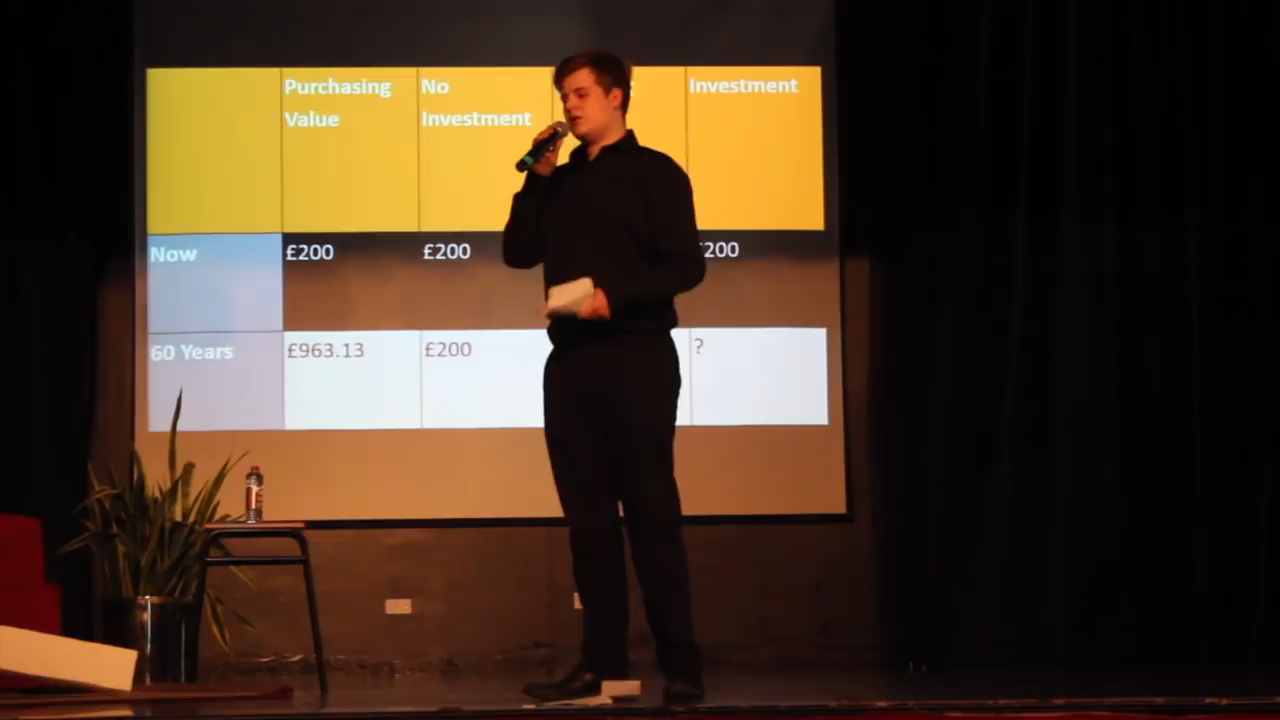 Purchasing Value
No Investment
Investment
Now
£200
£200
£200
60 Years
£963.13
£200
?